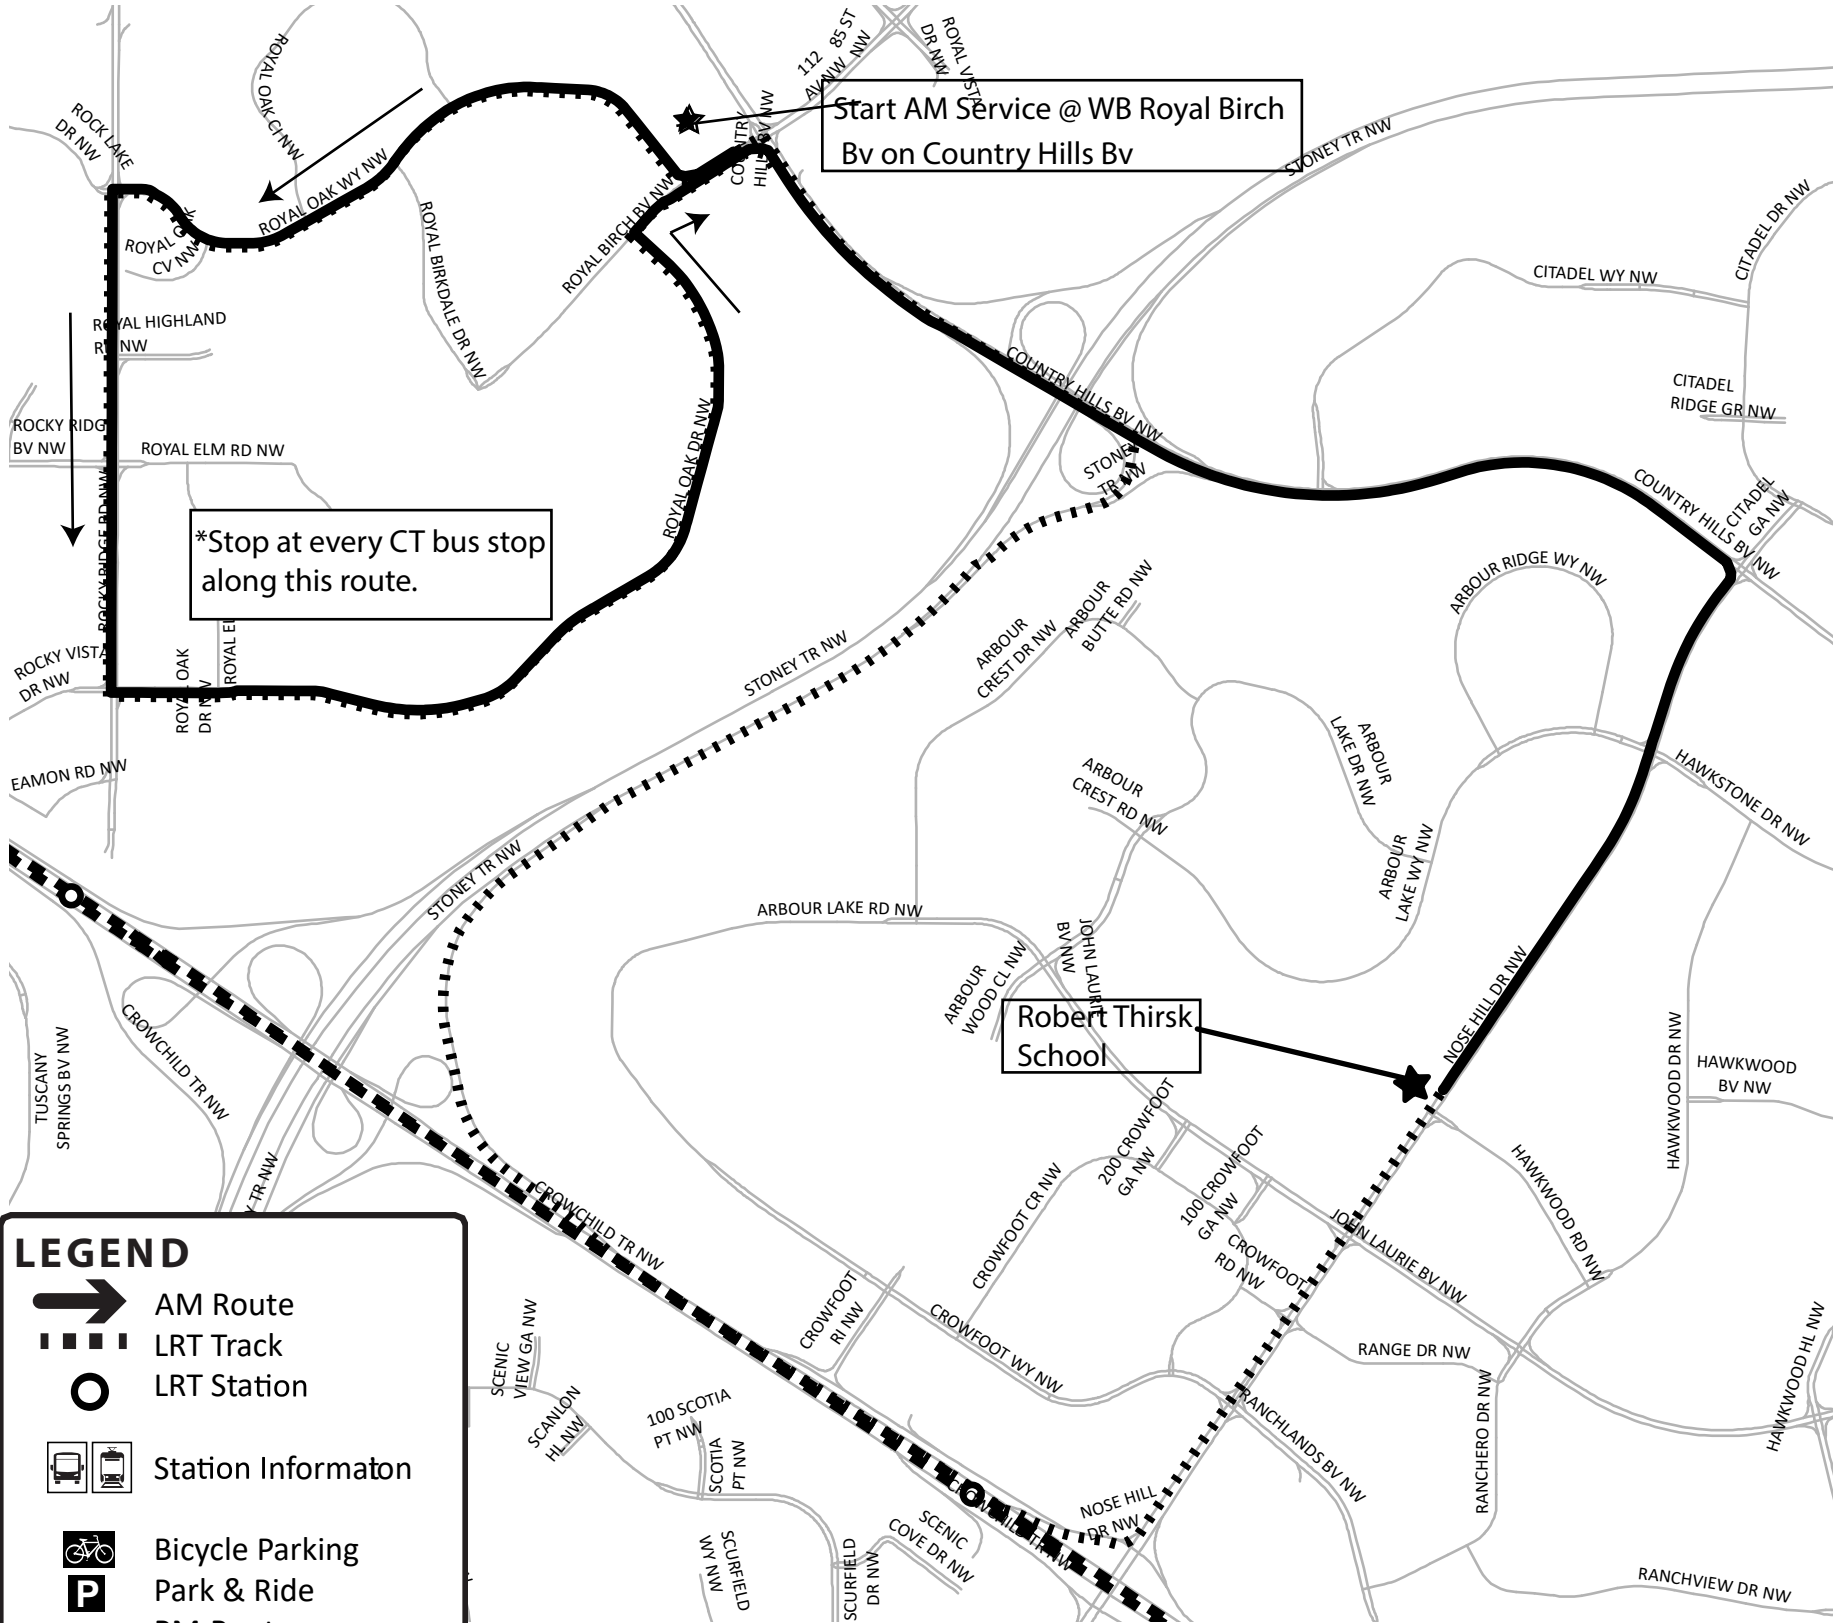 112 AV NW
85 ST NW
ROYAL VISTA
DR NW
ROYAL OAK CI NW
ROCK LAKE
DR NW
COUNTRY
HILLS BV NW
Start AM Service @ WB Royal Birch
Bv on Country Hills Bv
STONEY TR NW
ROYAL OAK WY NW
ROYAL OAK
CV NW
ROYAL BIRCH BV NW
ROYAL BIRKDALE DR NW
CITADEL DR NW
CITADEL WY NW
ROYAL HIGHLAND
RD NW
COUNTRY HILLS BV NW
CITADEL
RIDGE GR NW
ROCKY RIDGE
BV NW
ROYAL ELM RD NW
ROYAL OAK DR NW
STONEY
TR NW
COUNTRY HILLS BV NW
CITADEL
GA NW
ROCKY RIDGE RD NW
*Stop at every CT bus stop
along this route.
ARBOUR RIDGE WY NW
ARBOUR
BUTTE RD NW
ARBOUR
CREST DR NW
ROCKY VISTA
DR NW
ROYAL OAK
DR NW
ROYAL EL
STONEY TR NW
EAMON RD NW
ARBOUR
LAKE DR NW
HAWKSTONE DR NW
ARBOUR
CREST RD NW
ARBOUR
LAKE WY NW
STONEY TR NW
ARBOUR LAKE RD NW
JOHN LAURIE
BV NW
ARBOUR
WOOD CL NW
NOSE HILL DR NW
Robert Thirsk
School
CROWCHILD TR NW
TUSCANY
SPRINGS BV NW
HAWKWOOD DR NW
HAWKWOOD
BV NW
200 CROWFOOT
GA NW
100 CROWFOOT
GA NW
HAWKWOOD RD NW
CROWFOOT CR NW
Y TR NW
CROWCHILD TR NW
CROWFOOT
RD NW
JOHN LAURIE BV NW
CROWFOOT
RI NW
CROWFOOT WY NW
RANGE DR NW
HAWKWOOD HL NW
RANCHERO DR NW
RANCHLANDS BV NW
SCENIC
VIEW GA NW
SCANLON
HL NW
100 SCOTIA
PT NW
SCOTIA
PT NW
CROWCHILD TR NW
NOSE HILL
DR NW
SCENIC
COVE DR NW
SCURFIELD
WY NW
SCURFIELD
DR NW
RANCHVIEW DR NW
LEGEND
AM Route
LRT Track
LRT Station
Station Informaton
Bicycle Parking
P Park & Ride